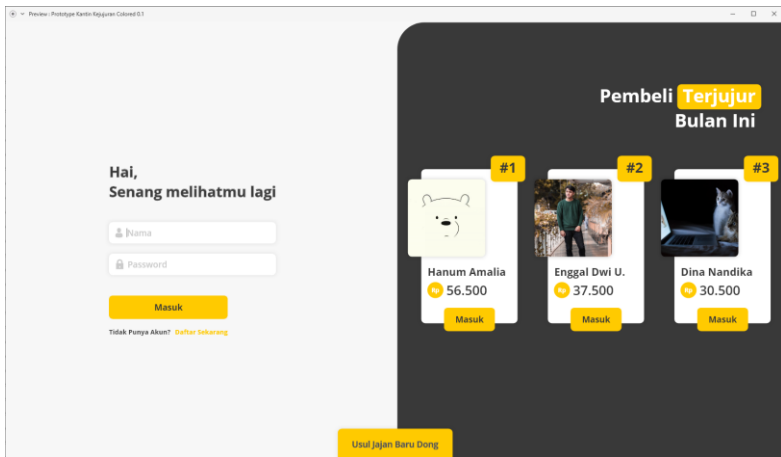 Preview : Prototype Kantin Kejujuran Colored 0.1
Hai,
Senang melihatmu lagi
Nama
Password
Masuk
Tidak Punya Akun? Daftar Sekarang
Pembeli Terjujur
Bulan Ini
#1
Hanum Amalia
Rp 56.500
Masuk
#2
Enggal Dwi U.
Rp 37.500
Masuk
#3
Dina Nandika
Rp 30.500
Masuk
Usul Jajan Baru Dong